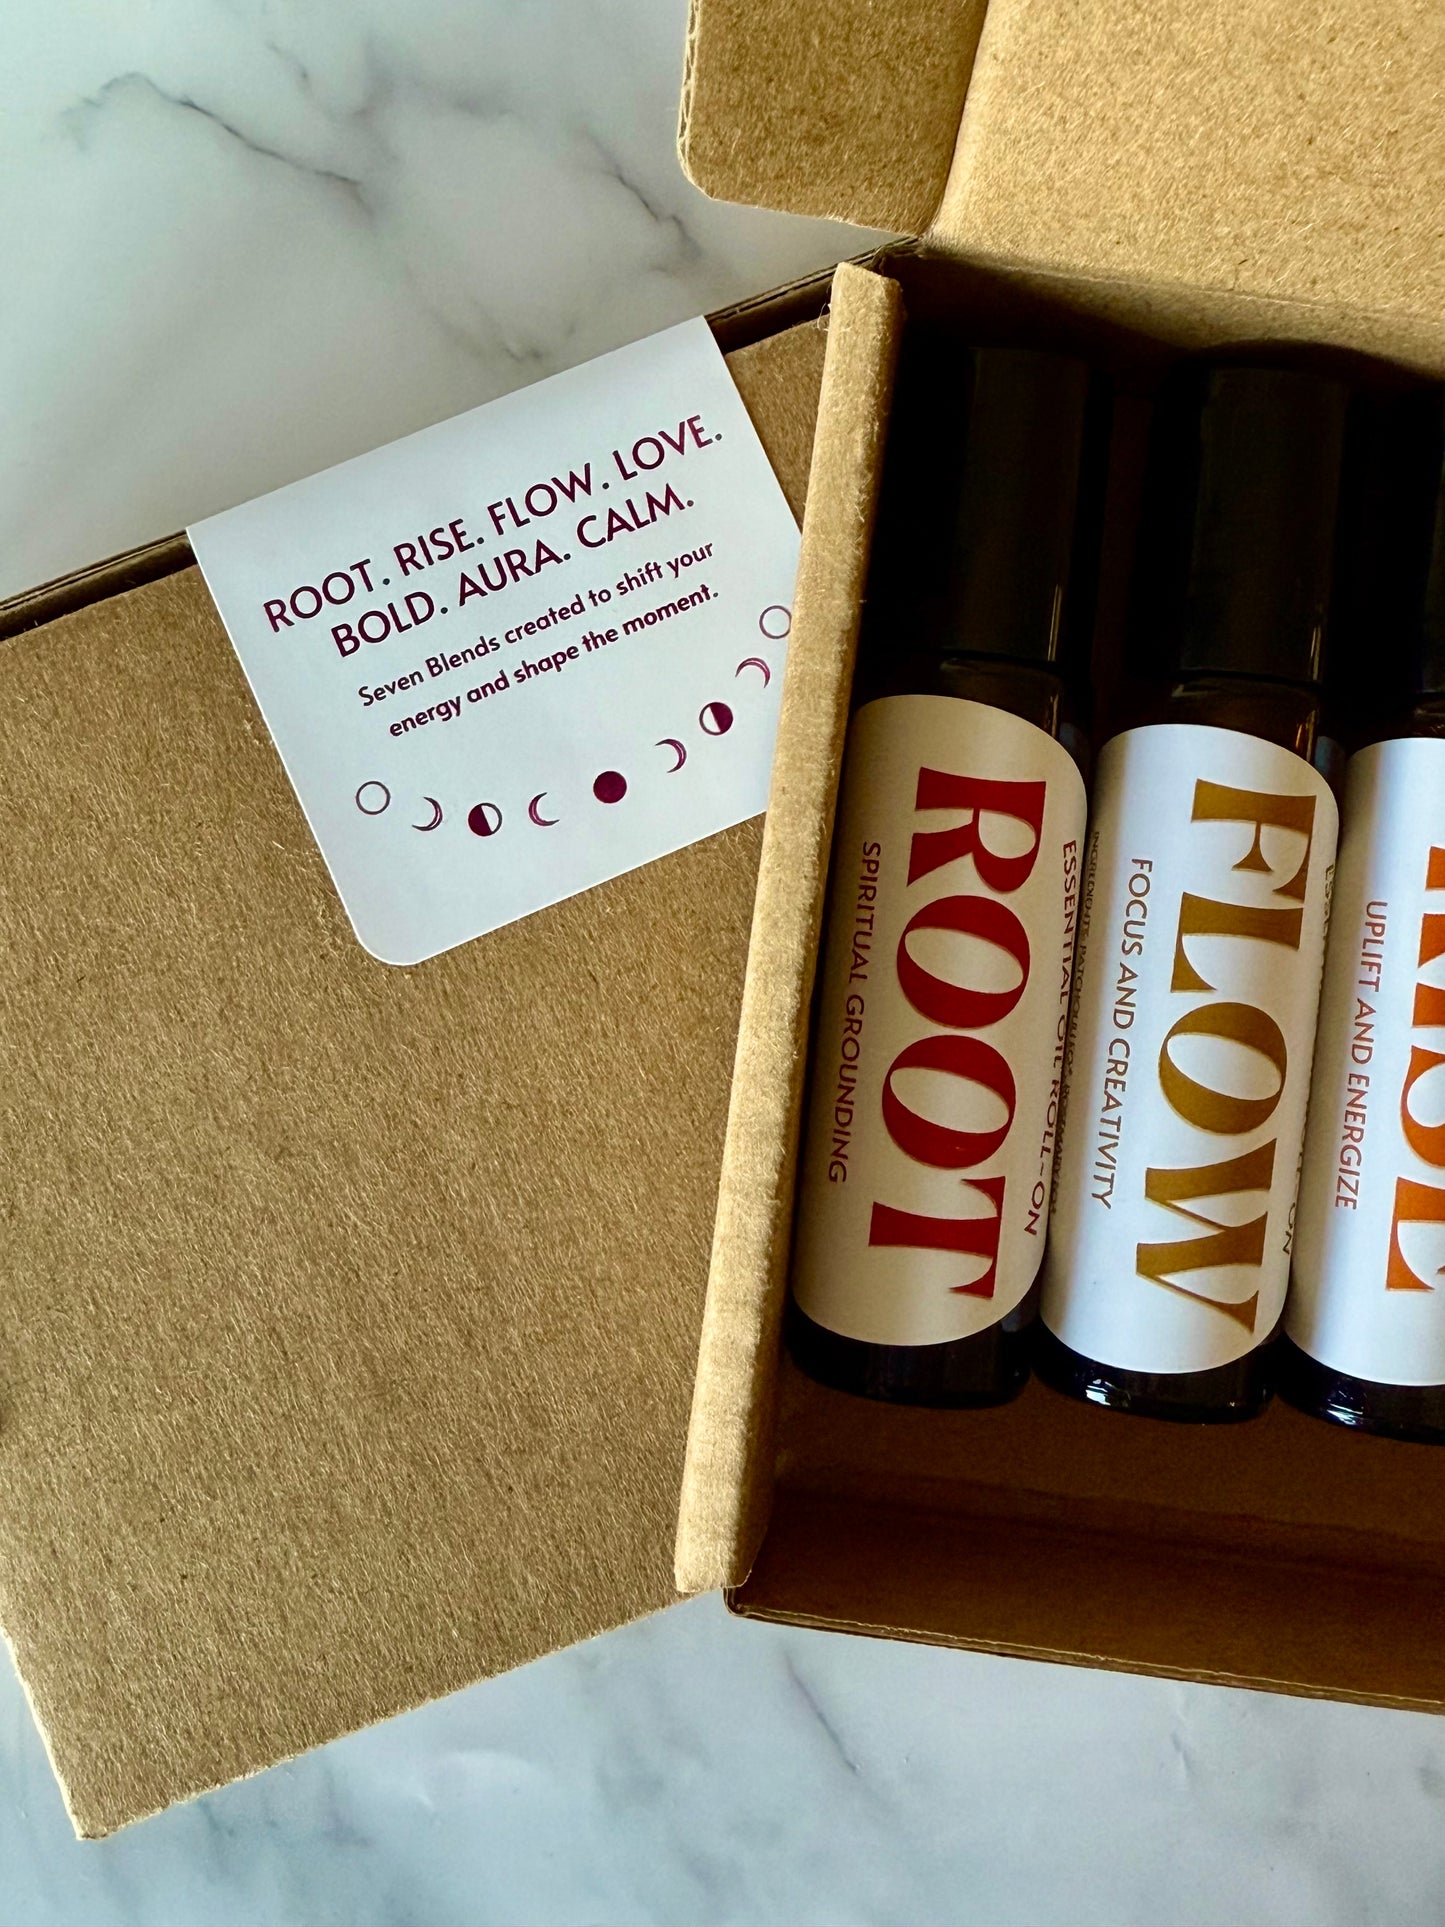 ROOT. RISE. FLOW. LOVE.
BOLD. AURA. CALM.
Seven Blends created to shift your
energy and shape the moment.
ESSENTIAL OIL ROLL-ON
ROOT
SPIRITUAL GROUNDING
FLOW
FOCUS AND CREATIVITY
RISE
UPLIFT AND ENERGIZE